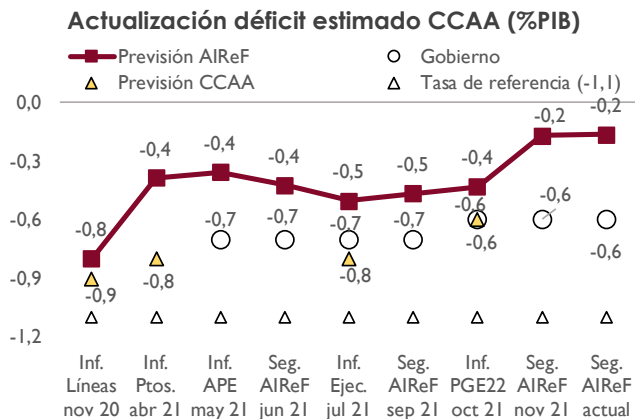 Actualización déficit estimado CCAA (%PIB)
Previsión AIReF
Gobierno
Previsión CCAA
Tasa de referencia (-1,1)
0,0
-0,3
-0,6
-0,9
-1,2
-0,8
-0,4
-0,4
-0,4
-0,5
-0,5
-0,4
-0,2
-0,2
-0,7
-0,7
-0,7
-0,7
-0,6
-0,6
-0,6
-0,9
-0,8
-0,8
-0,6
Inf. Líneas nov 20
Inf. Ptos. abr 21
Inf. APE may 21
Seg. AIReF jun 21
Inf. Ejec. jul 21
Seg. AIReF sep 21
Inf. PGE22 oct 21
Seg. AIReF nov 21
Seg. AIReF actual